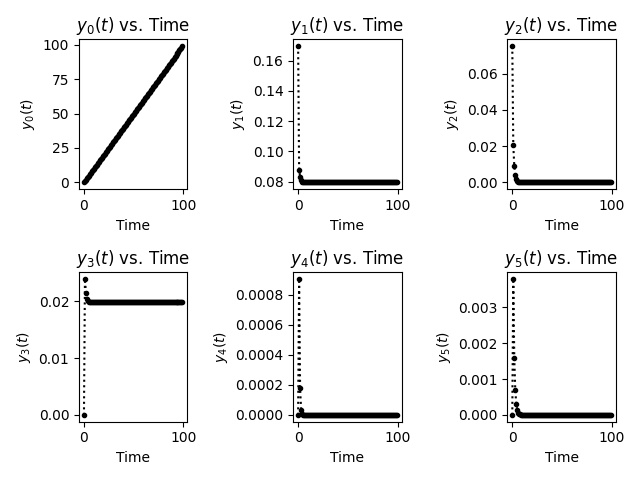 y₀(t) vs. Time
100
75
50
25
0
y₀(t)
0 100
Time
y₁(t) vs. Time
0.16
0.14
0.12
0.10
0.08
y₁(t)
0 100
Time
y₂(t) vs. Time
0.06
0.04
0.02
0.00
y₂(t)
0 100
Time
y₃(t) vs. Time
0.02
0.01
0.00
y₃(t)
0 100
Time
y₄(t) vs. Time
0.0008
0.0006
0.0004
0.0002
0.0000
y₄(t)
0 100
Time
y₅(t) vs. Time
0.003
0.002
0.001
0.000
y₅(t)
0 100
Time